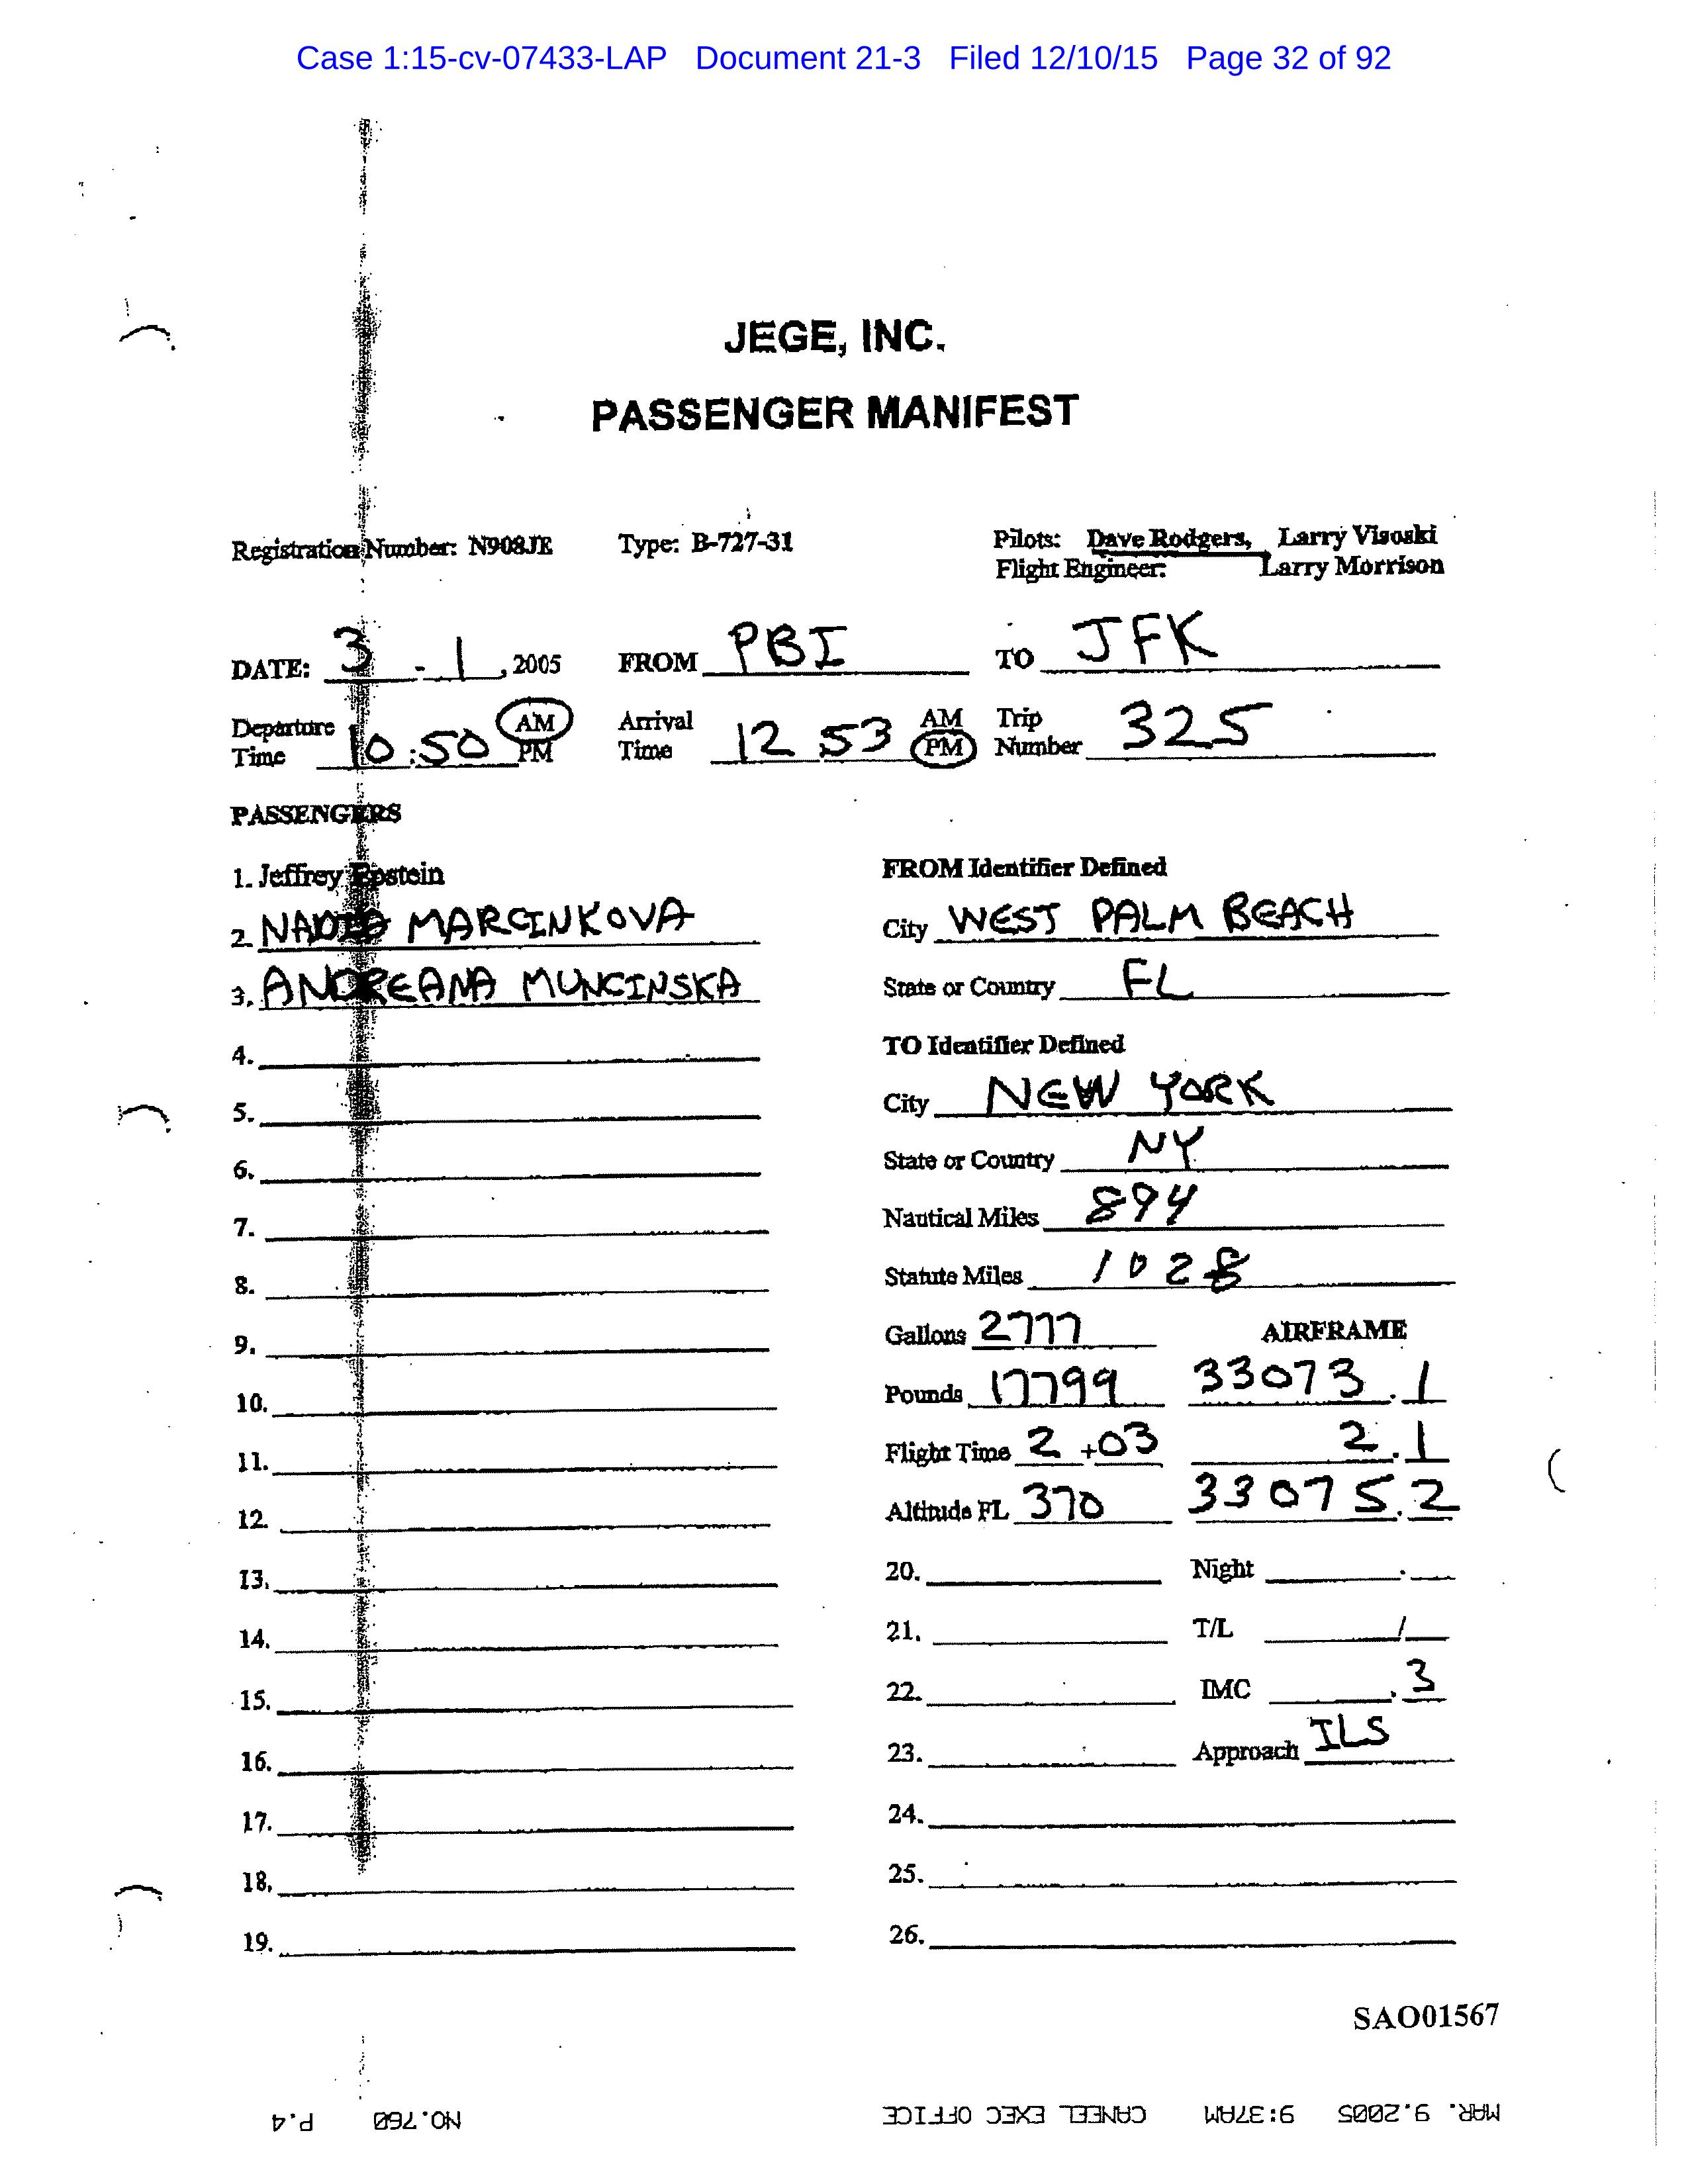 Case 1:15-cv-07433-LAP Document 21-3 Filed 12/10/15 Page 32 of 92
JEGE, INC.
PASSENGER MANIFEST
Registration Number: N908JE Type: B-727-31 Pilots: Dave Rodgers, Larry Visoski
Flight Engineer: Larry Morrison
DATE: 3 - 1, 2005 FROM PBI TO JFK
Departure Time 10:50 AM PM Arrival Time 12 53 AM PM Trip Number 325
PASSENGERS
1. Jeffrey Epstein FROM Identifier Defined
2. NADIA MARCINKOVA City WEST PALM BEACH
3. ANDREANA MUNCINSKA State or Country FL
4. TO Identifier Defined
5. City NEW YORK
6. State or Country NY
7. Nautical Miles 894
8. Statute Miles 1028
9. Gallons 2777 AIRFRAME
10. Pounds 17799 33073.1
11. Flight Time 2 +03 2.1
12. Altitude FL 370 33075.2
13. 20. Night .
14. 21. T/L /
15. 22. IMC .3
16. 23. Approach ILS
17. 24.
18. 25.
19. 26.
SAO01567
MAR. 9.2005 9:37AM CANEEL EXEC OFFICE NO.760 P.4